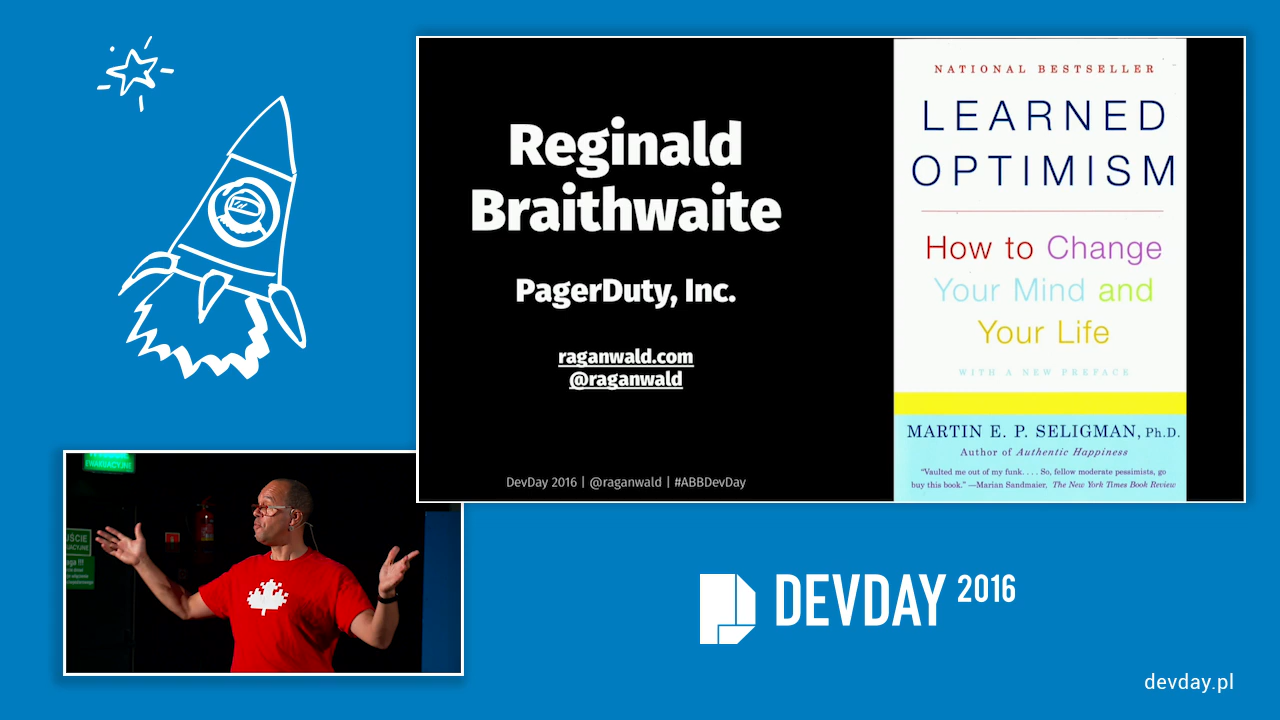 Reginald
Braithwaite
PagerDuty, Inc.
raganwald.com
@raganwald
DevDay 2016 | @raganwald | #ABBDevDay
NATIONAL BESTSELLER
LEARNED
OPTIMISM
How to Change
Your Mind and
Your Life
WITH A NEW PREFACE
MARTIN E. P. SELIGMAN, Ph.D.
Author of Authentic Happiness
“Vaulted me out of my funk. . . . So, fellow moderate pessimists, go
buy this book.” —Marian Sandmaier, The New York Times Book Review
EWAKUACYJNE
DEVDAY 2016
devday.pl